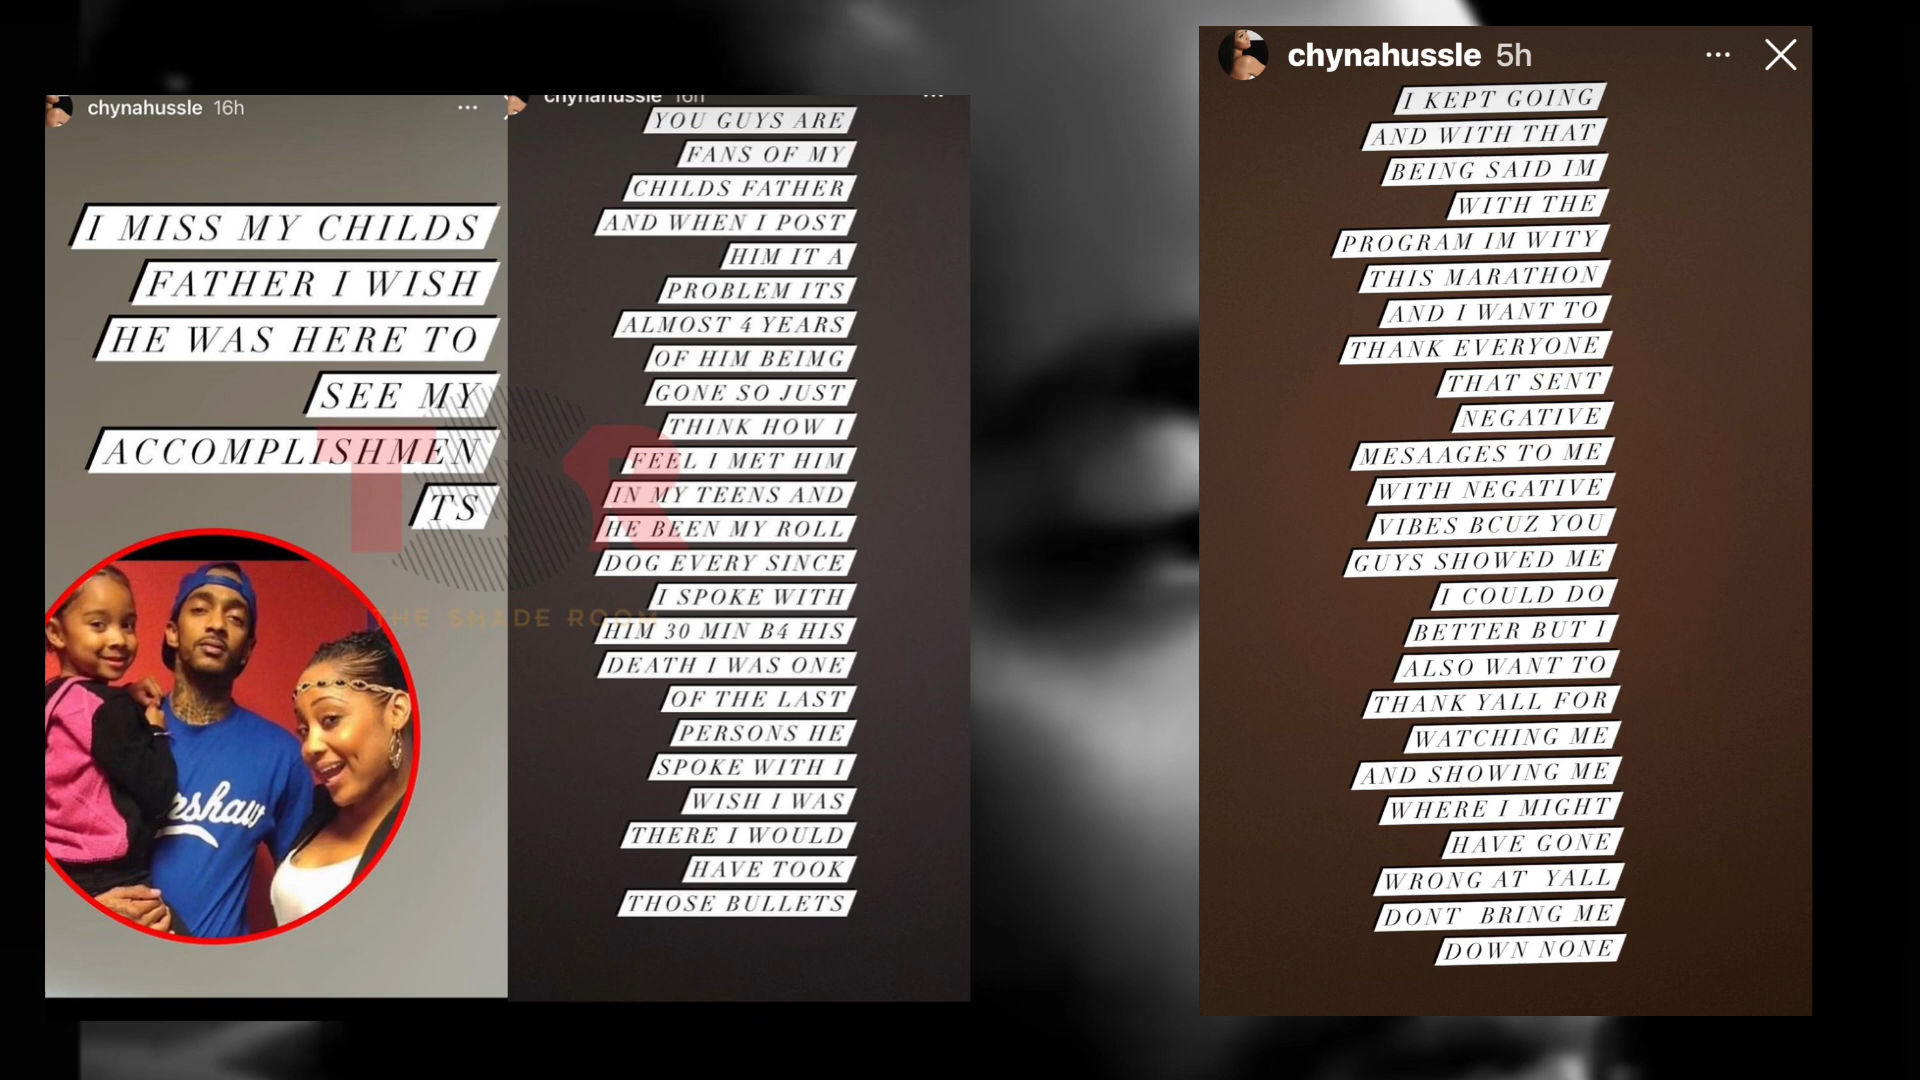 chynahussle 16h
I MISS MY CHILDS
FATHER I WISH
HE WAS HERE TO
SEE MY
ACCOMPLISHMEN
TS
ershaw
chynahussle 16h
YOU GUYS ARE
FANS OF MY
CHILDS FATHER
AND WHEN I POST
HIM IT A
PROBLEM ITS
ALMOST 4 YEARS
OF HIM BEIMG
GONE SO JUST
THINK HOW I
FEEL I MET HIM
IN MY TEENS AND
HE BEEN MY ROLL
DOG EVERY SINCE
I SPOKE WITH
HIM 30 MIN B4 HIS
DEATH I WAS ONE
OF THE LAST
PERSONS HE
SPOKE WITH I
WISH I WAS
THERE I WOULD
HAVE TOOK
THOSE BULLETS
TSR
THE SHADE ROOM
chynahussle 5h
I KEPT GOING
AND WITH THAT
BEING SAID IM
WITH THE
PROGRAM IM WITY
THIS MARATHON
AND I WANT TO
THANK EVERYONE
THAT SENT
NEGATIVE
MESAAGES TO ME
WITH NEGATIVE
VIBES BCUZ YOU
GUYS SHOWED ME
I COULD DO
BETTER BUT I
ALSO WANT TO
THANK YALL FOR
WATCHING ME
AND SHOWING ME
WHERE I MIGHT
HAVE GONE
WRONG AT YALL
DONT BRING ME
DOWN NONE